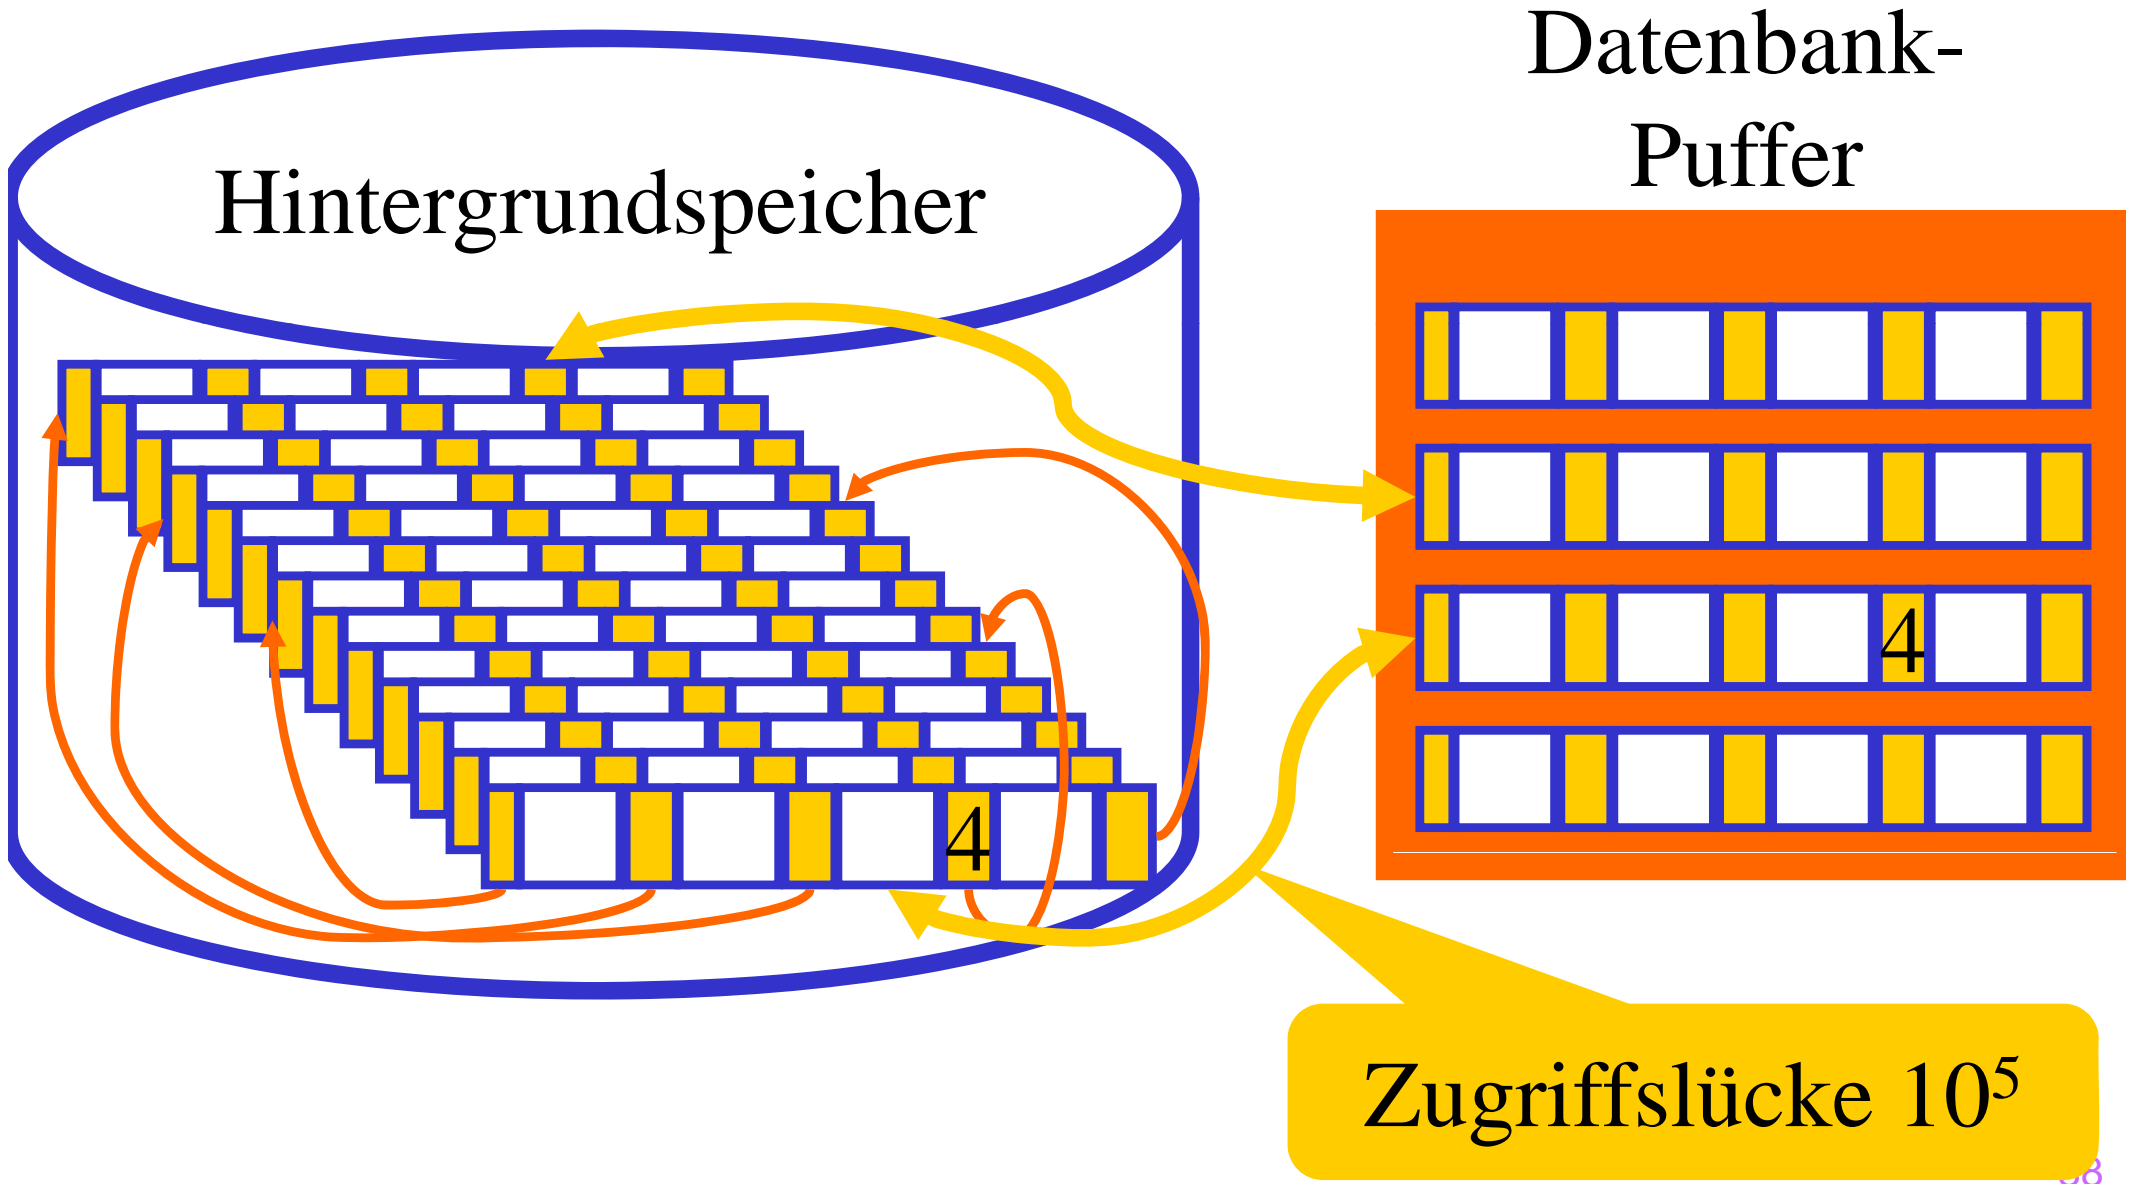 Datenbank-
Puffer
Hintergrundspeicher
4
4
Zugriffslücke 10⁵